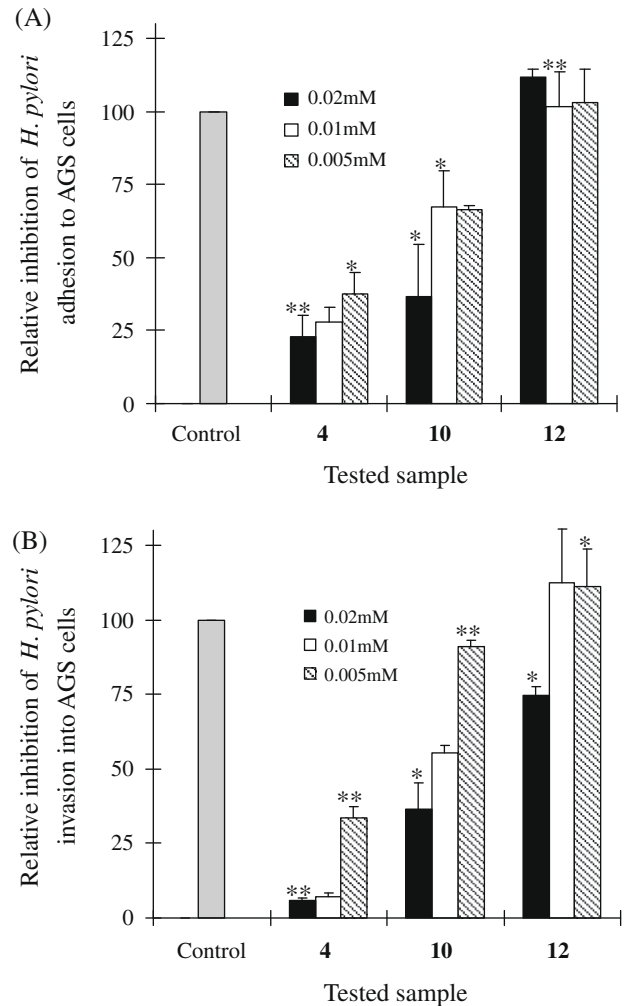 (A)
Relative inhibition of H. pylori
adhesion to AGS cells
125
100
75
50
25
0
0.02mM
0.01mM
0.005mM
**
*
*
*
**
Control
4
10
12
Tested sample
(B)
Relative inhibition of H. pylori
invasion into AGS cells
125
100
75
50
25
0
0.02mM
0.01mM
0.005mM
**
**
*
**
*
*
Control
4
10
12
Tested sample